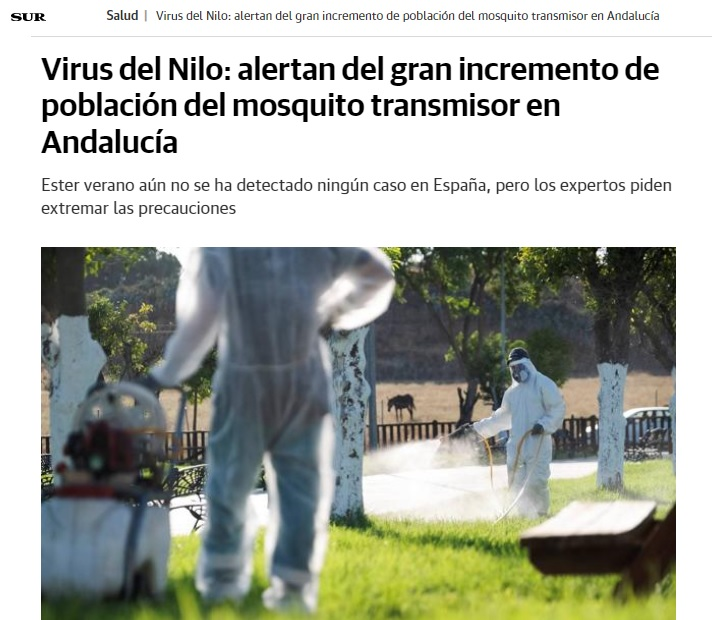 SUR
Salud | Virus del Nilo: alertan del gran incremento de población del mosquito transmisor en Andalucía
Virus del Nilo: alertan del gran incremento de
población del mosquito transmisor en
Andalucía
Ester verano aún no se ha detectado ningún caso en España, pero los expertos piden
extremar las precauciones